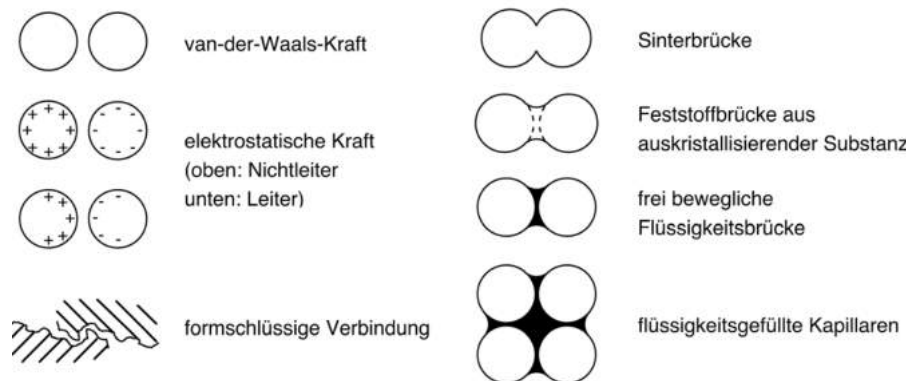 van-der-Waals-Kraft
elektrostatische Kraft
(oben: Nichtleiter
unten: Leiter)
formschlüssige Verbindung
Sinterbrücke
Feststoffbrücke aus
auskristallisierender Substanz
frei bewegliche
Flüssigkeitsbrücke
flüssigkeitsgefüllte Kapillaren